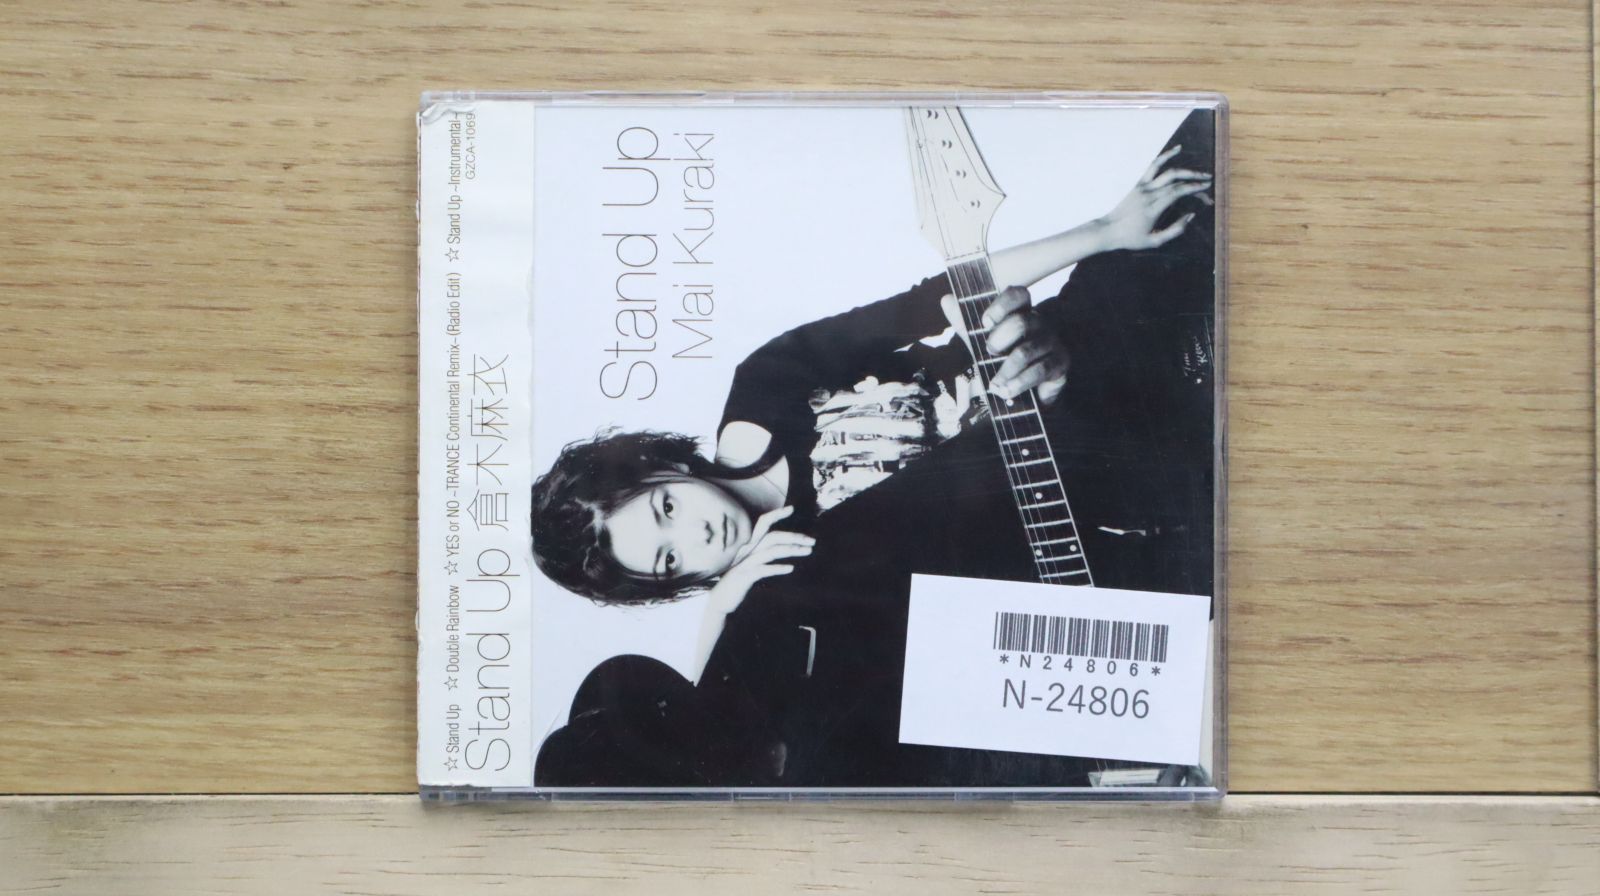 ☆ Stand Up ☆ Double Rainbow ☆ YES or NO ~TRANCE Continental Remix~(Radio Edit) ☆ Stand Up ~Instrumental~
Stand Up 倉木麻衣
GZCA-1069
Stand Up
Mai Kuraki
*N24806*
N-24806